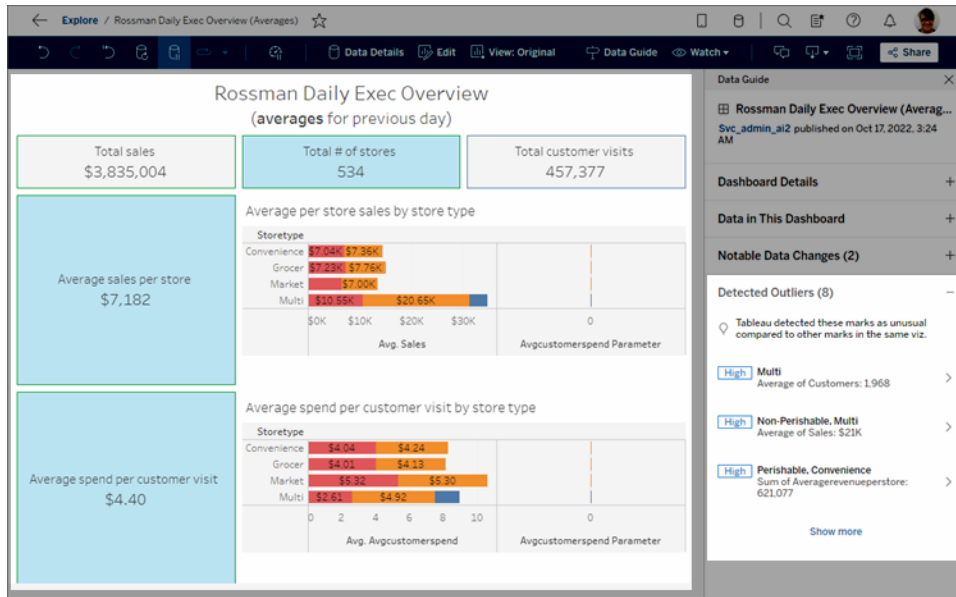 Explore / Rossman Daily Exec Overview (Averages)
Data Details Edit View: Original Data Guide Watch Share
Rossman Daily Exec Overview
(averages for previous day)
Total sales
$3,835,004
Total # of stores
534
Total customer visits
457,377
Average sales per store
$7,182
Average per store sales by store type
Storetype
Convenience $7.04K $7.36K
Grocer $7.23K $7.76K
Market $7.00K
Multi $10.55K $20.65K
$0K $10K $20K $30K 0
Avg. Sales Avgcustomerspend Parameter
Average spend per customer visit
$4.40
Average spend per customer visit by store type
Storetype
Convenience $4.04 $4.24
Grocer $4.01 $4.13
Market $5.32 $5.30
Multi $2.61 $4.92
0 2 4 6 8 10 0
Avg. Avgcustomerspend Avgcustomerspend Parameter
Data Guide
Rossman Daily Exec Overview (Averag...
Svc_admin_ai2 published on Oct 17, 2022, 3:24
AM
Dashboard Details
Data in This Dashboard
Notable Data Changes (2)
Detected Outliers (8)
Tableau detected these marks as unusual
compared to other marks in the same viz.
High Multi
Average of Customers: 1,968
High Non-Perishable, Multi
Average of Sales: $21K
High Perishable, Convenience
Sum of Averagerevenueperstore:
621,077
Show more